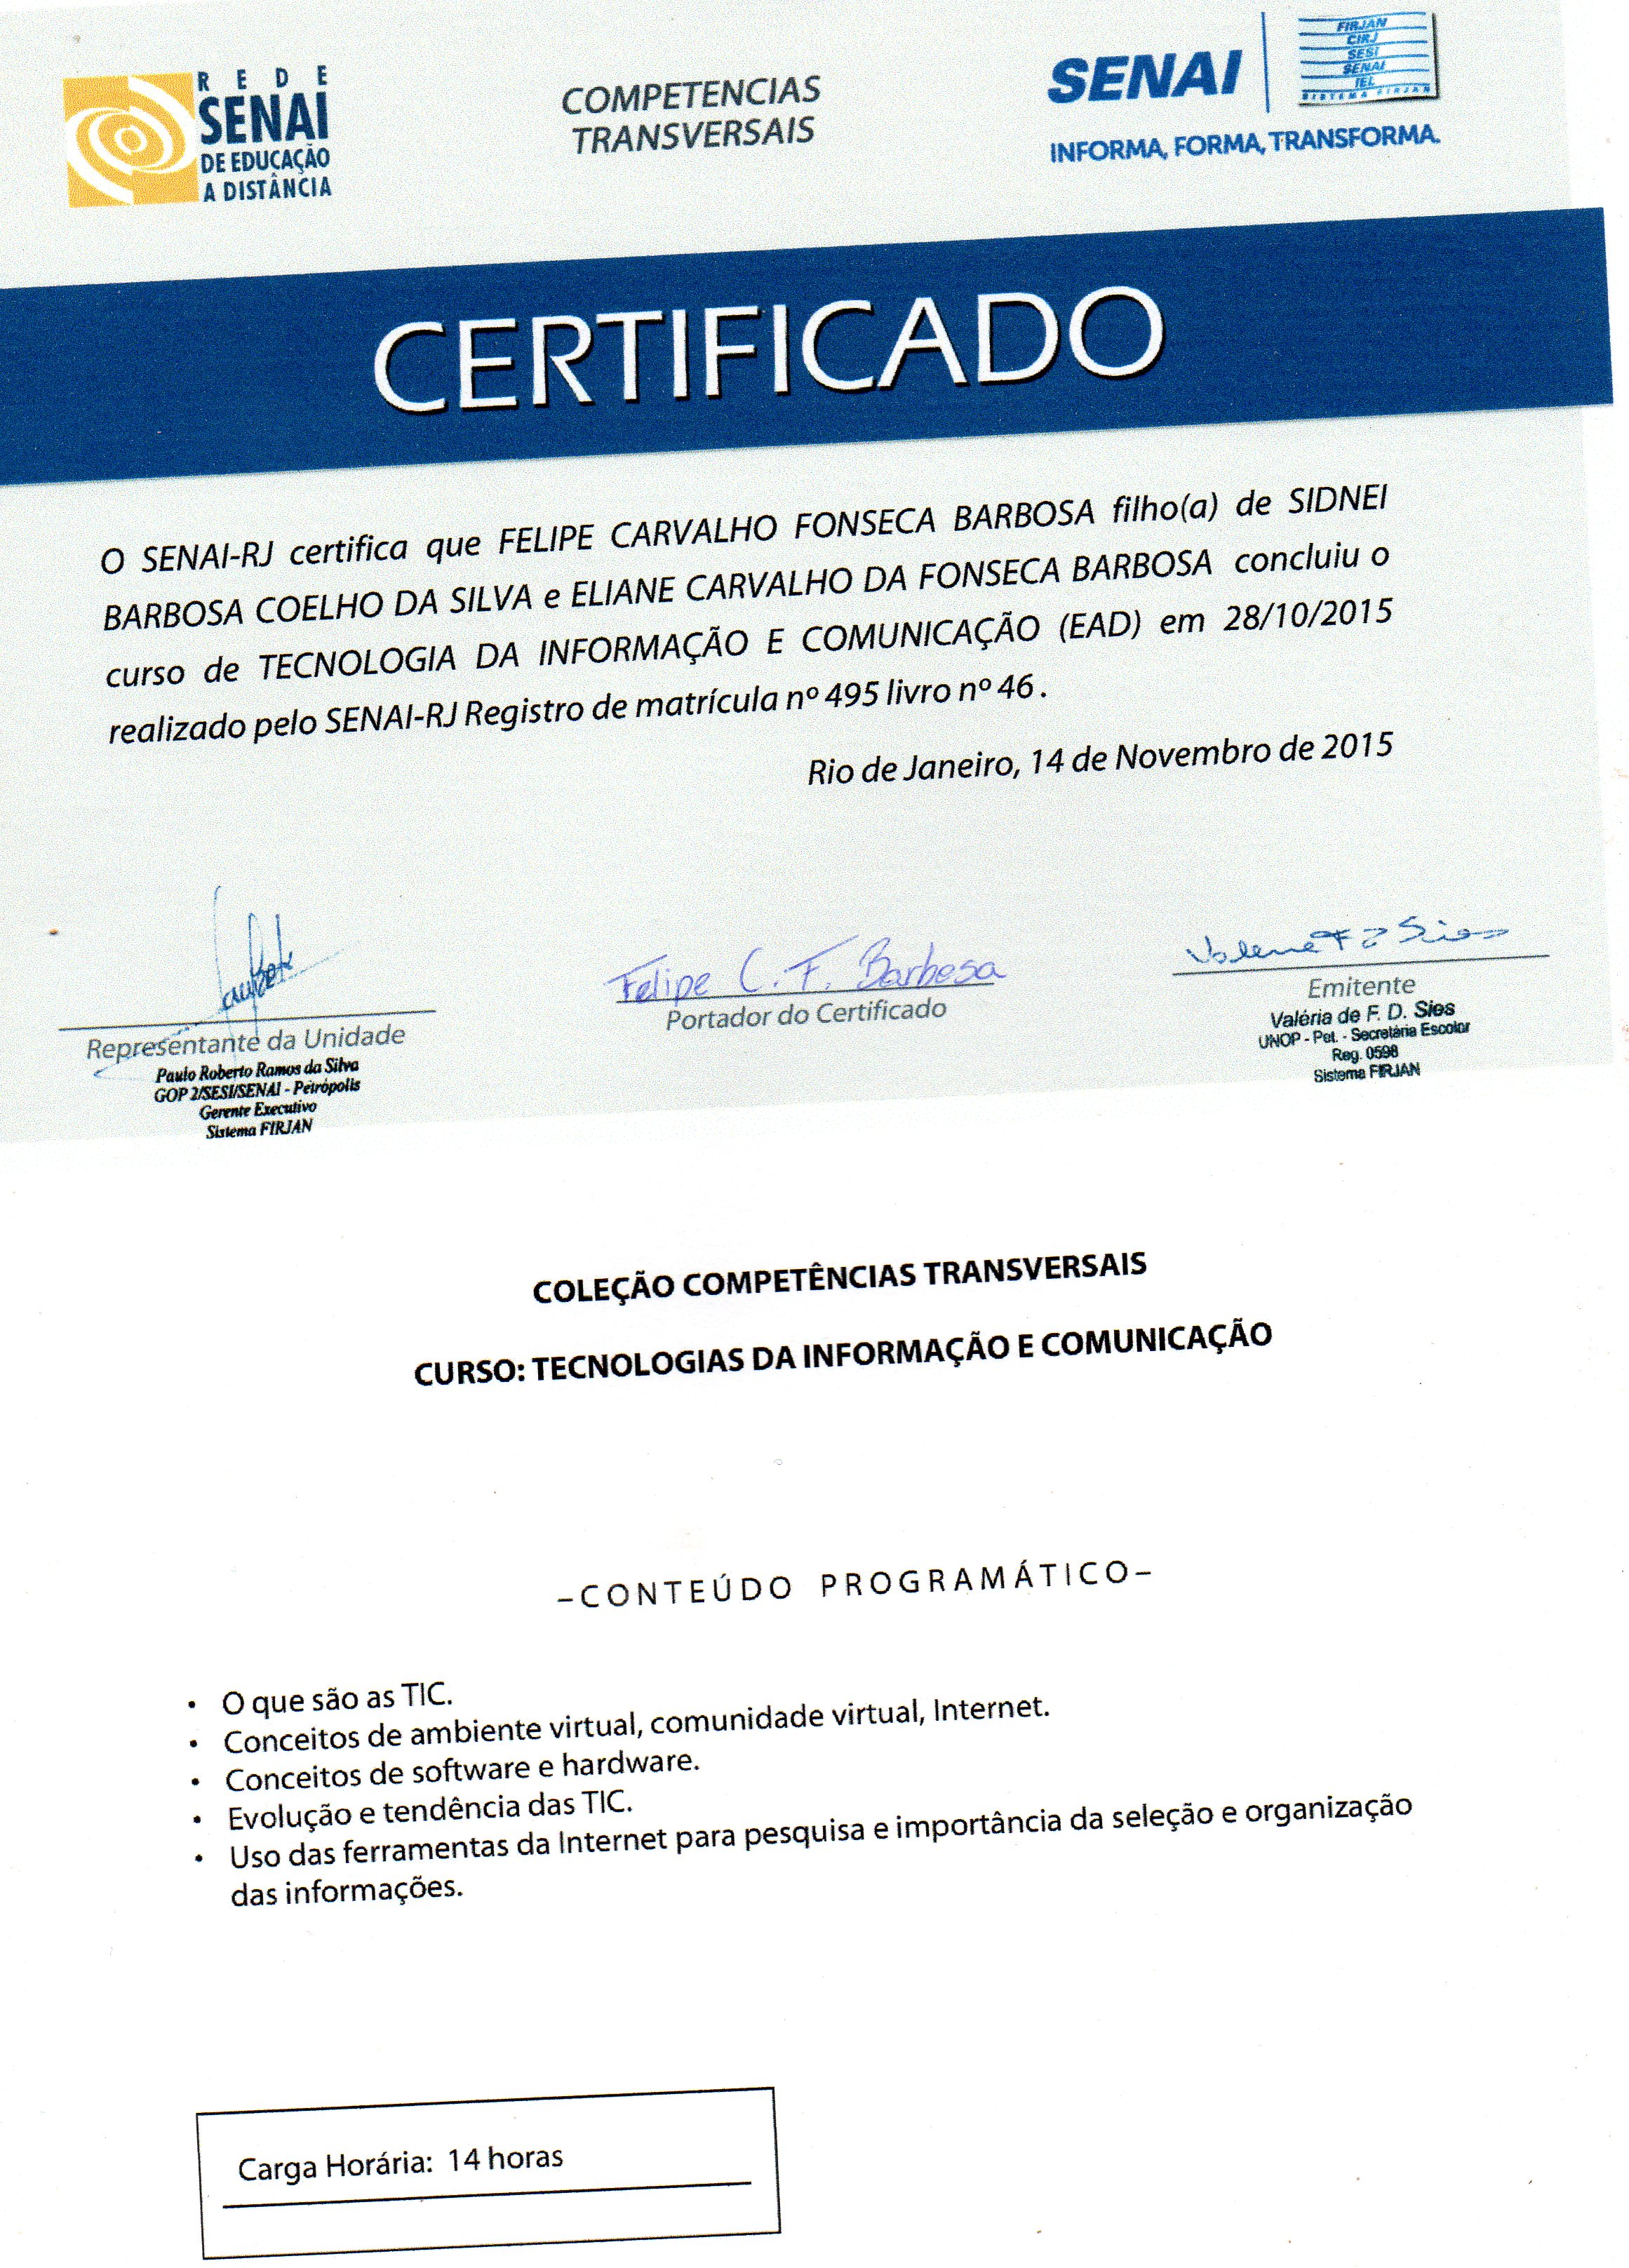 REDE
SENAI
DE EDUCAÇÃO
A DISTÂNCIA
COMPETENCIAS
TRANSVERSAIS
SENAI
FIRJAN
CIRJ
SESI
SENAI
IEL
SISTEMA FIRJAN
INFORMA, FORMA, TRANSFORMA.
CERTIFICADO
O SENAI-RJ certifica que FELIPE CARVALHO FONSECA BARBOSA filho(a) de SIDNEI
BARBOSA COELHO DA SILVA e ELIANE CARVALHO DA FONSECA BARBOSA concluiu o
curso de TECNOLOGIA DA INFORMAÇÃO E COMUNICAÇÃO (EAD) em 28/10/2015
realizado pelo SENAI-RJ Registro de matrícula nº 495 livro nº 46 .
Rio de Janeiro, 14 de Novembro de 2015
Representante da Unidade
Paulo Roberto Ramos da Silva
GOP 2/SESI/SENAI - Petrópolis
Gerente Executivo
Sistema FIRJAN
Felipe C. F. Barbosa
Portador do Certificado
Emitente
Valéria de F. D. Sies
UNOP - Pet. - Secretária Escolar
Reg. 0598
Sistema FIRJAN
COLEÇÃO COMPETÊNCIAS TRANSVERSAIS
CURSO: TECNOLOGIAS DA INFORMAÇÃO E COMUNICAÇÃO
–CONTEÚDO PROGRAMÁTICO–
• O que são as TIC.
• Conceitos de ambiente virtual, comunidade virtual, Internet.
• Conceitos de software e hardware.
• Evolução e tendência das TIC.
• Uso das ferramentas da Internet para pesquisa e importância da seleção e organização
das informações.
Carga Horária: 14 horas